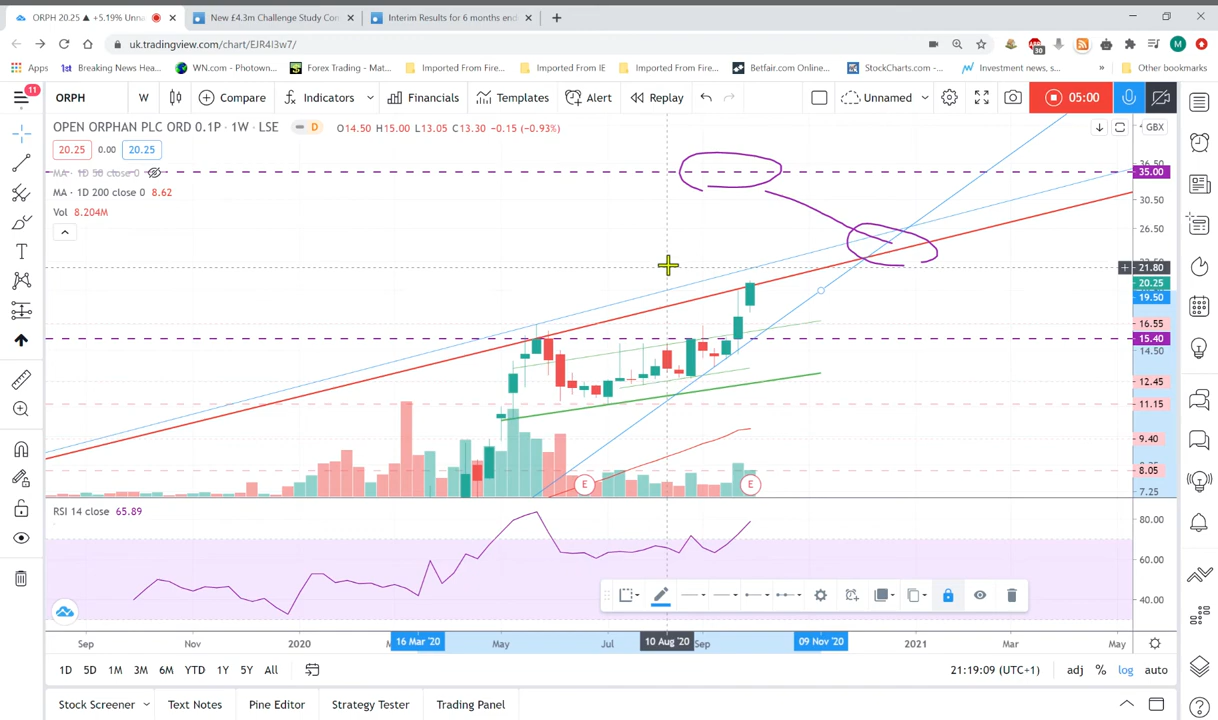 ORPH 20.25 ▲ +5.19% Unna
New £4.3m Challenge Study Con
Interim Results for 6 months end
uk.tradingview.com/chart/EJR4I3w7/
30
M
Apps
1st Breaking News Hea...
WN.com - Photown...
Forex Trading - Mat...
Imported From Fire...
Imported From IE
Imported From Fire...
Betfair.com Online...
StockCharts.com -...
Investment news, s...
»
Other bookmarks
11
ORPH
W
Compare
Indicators
Financials
Templates
Alert
Replay
Unnamed
05:00
OPEN ORPHAN PLC ORD 0.1P · 1W · LSE
D
O14.50 H15.00 L13.05 C13.30 -0.15 (-0.93%)
GBX
20.25 0.00 20.25
MA · 1D 50 close 0
MA · 1D 200 close 0 8.62
Vol 8.204M
36.50
35.00
30.50
26.50
21.80
20.25
19.50
16.55
15.40
14.50
12.45
11.15
9.40
8.05
7.25
E
E
RSI 14 close 65.89
80.00
60.00
40.00
Sep
Nov
2020
16 Mar '20
May
Jul
10 Aug '20
Sep
09 Nov '20
2021
Mar
May
1D 5D 1M 3M 6M YTD 1Y 5Y All
21:19:09 (UTC+1)
adj % log auto
Stock Screener
Text Notes
Pine Editor
Strategy Tester
Trading Panel